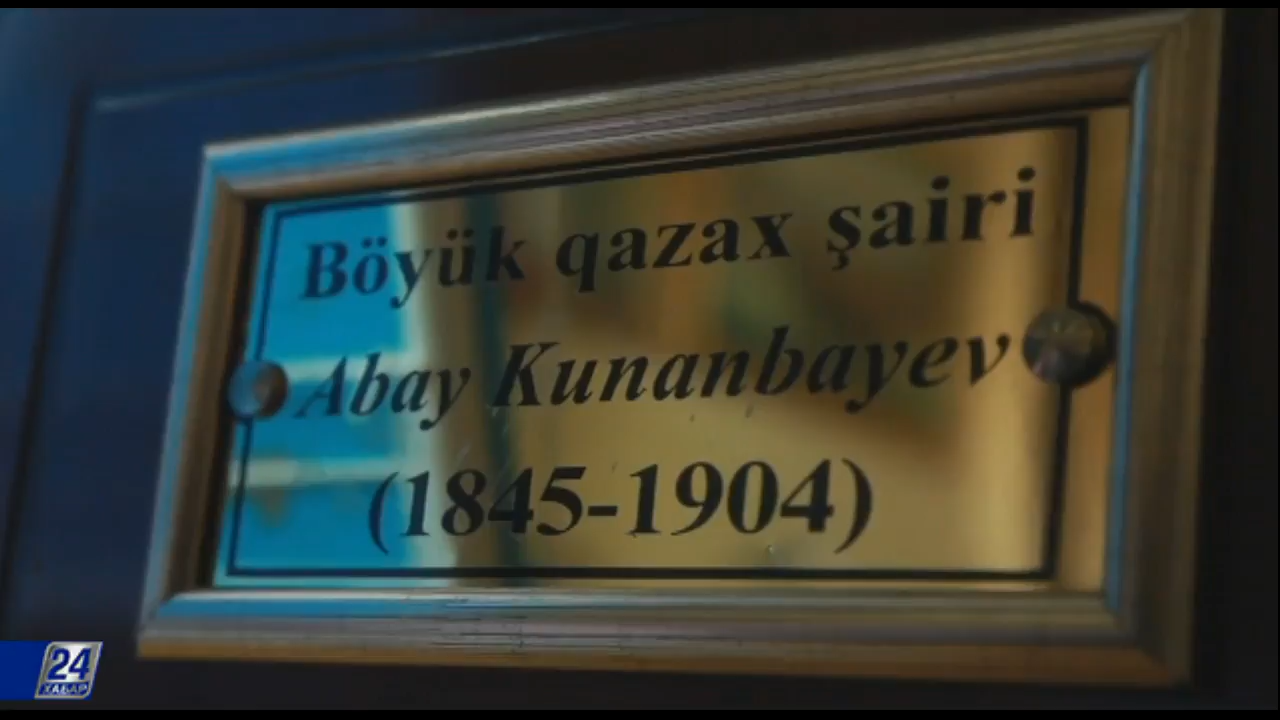 Böyük qazax şairi
Abay Kunanbayev
(1845-1904)
24
ХАБАР